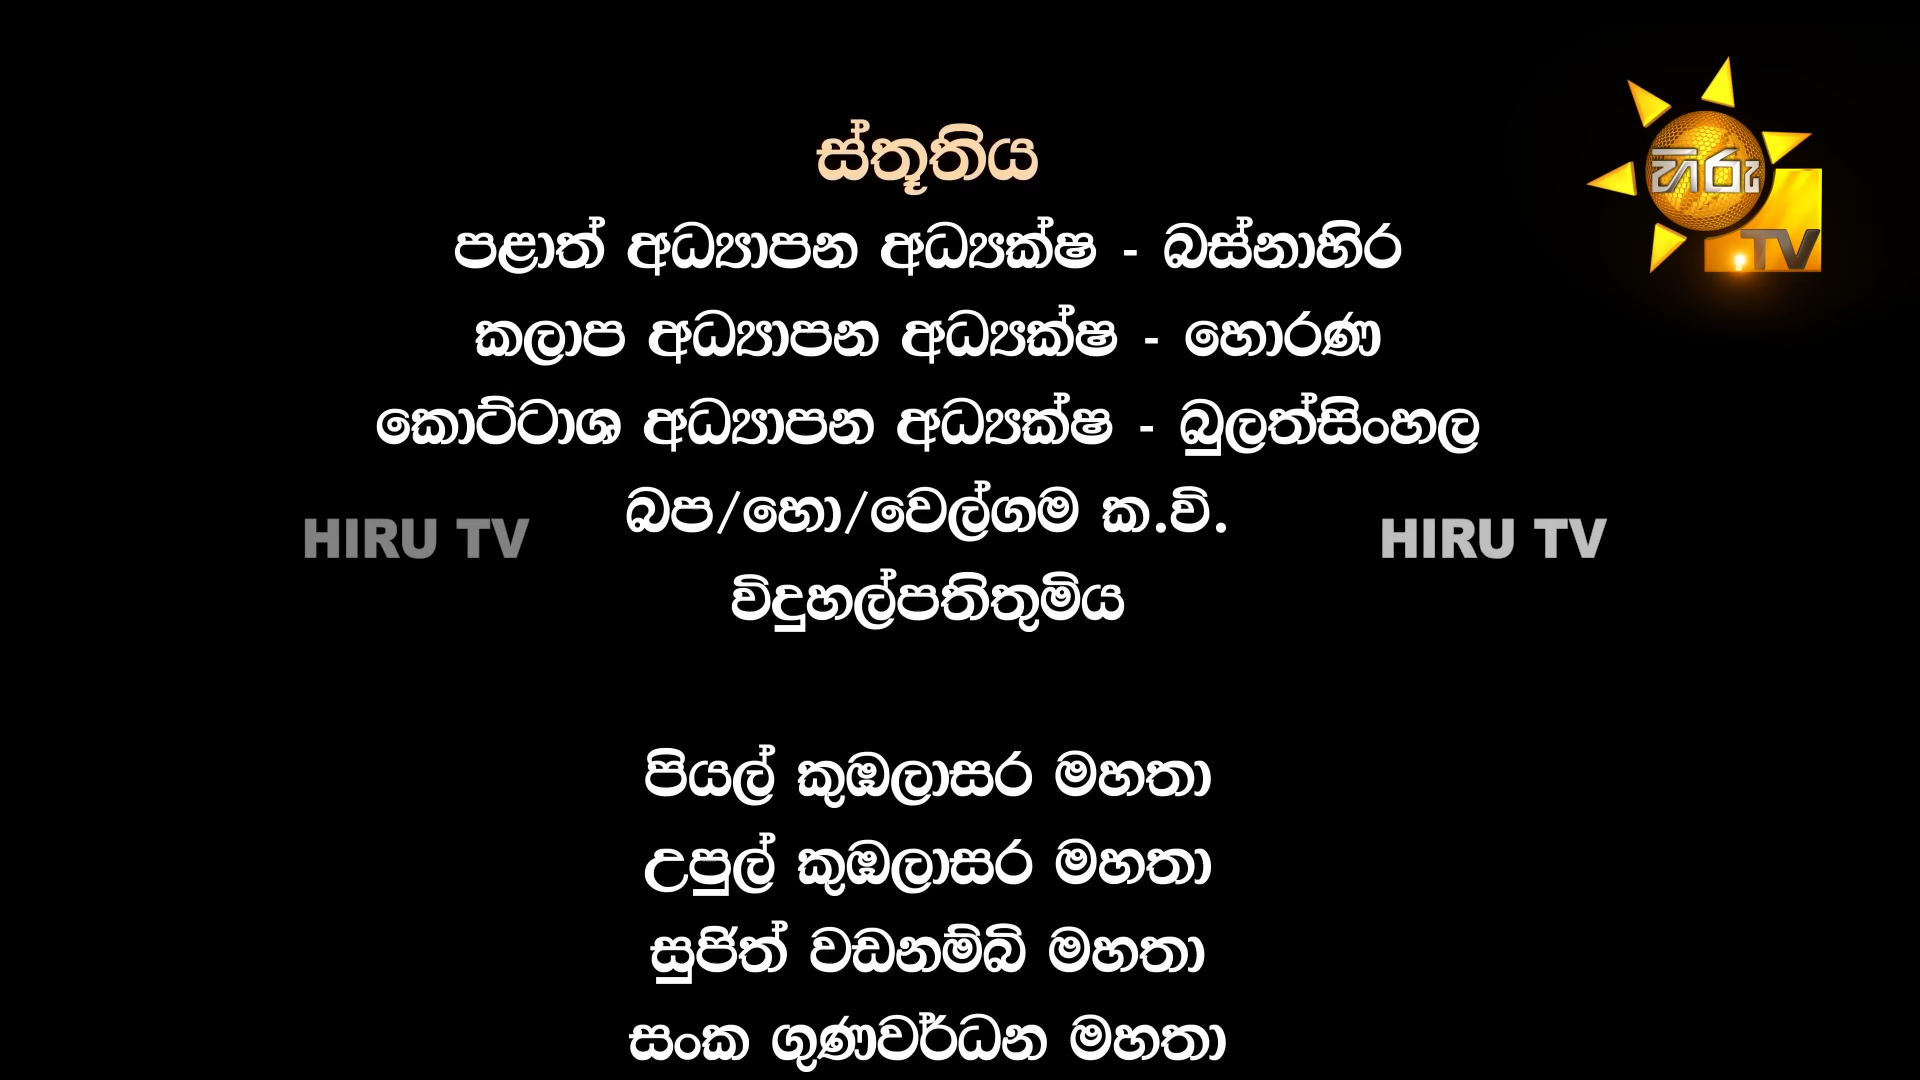 ස්තූතිය
පළාත් අධ්‍යාපන අධ්‍යක්ෂ - බස්නාහිර
කලාප අධ්‍යාපන අධ්‍යක්ෂ - හොරණ
කොට්ටාශ අධ්‍යාපන අධ්‍යක්ෂ - බුලත්සිංහල
බප/හො/වෙල්ගම ක.වි.
විදුහල්පතිතුමිය
පියල් කුඹලාසර මහතා
උපුල් කුඹලාසර මහතා
සුජිත් වඩනම්බි මහතා
සංක ගුණවර්ධන මහතා
හිරු
TV
HIRU TV
HIRU TV